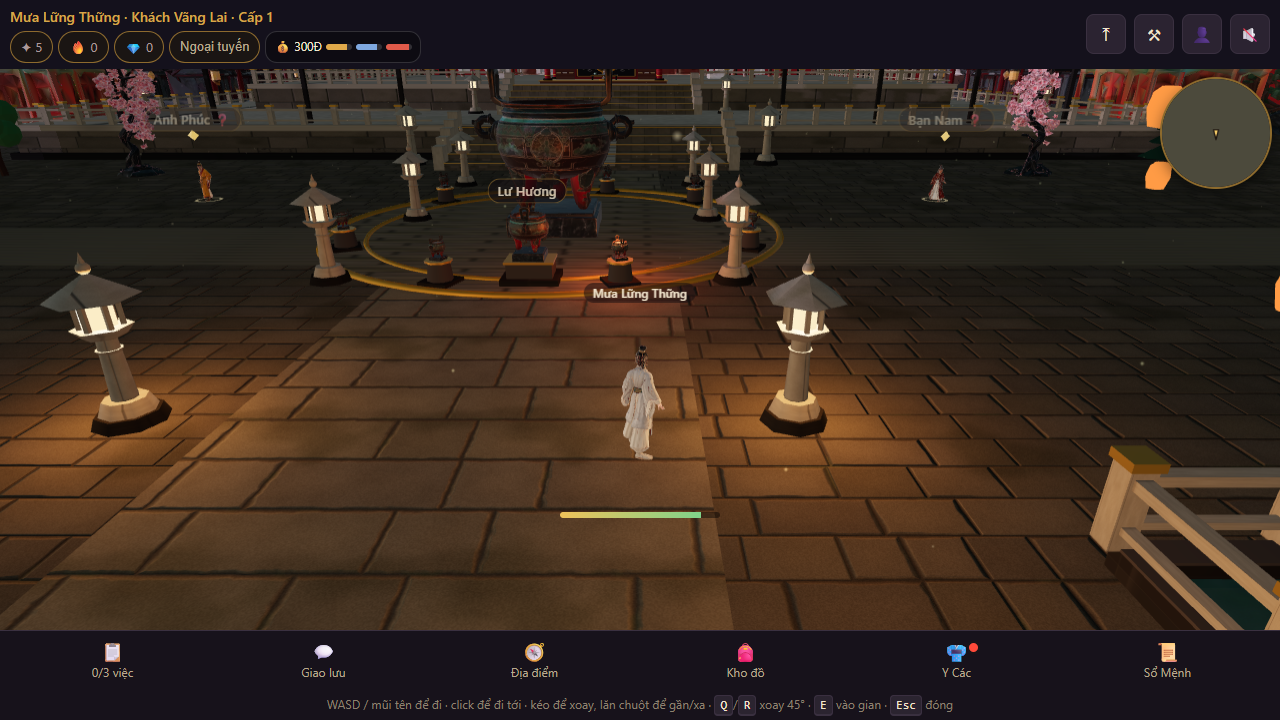 Mưa Lững Thững · Khách Vãng Lai · Cấp 1
5
0
0
Ngoại tuyến
300Đ
Anh Phúc ?
Bạn Nam ?
Lư Hương
Mưa Lững Thững
0/3 việc
Giao lưu
Địa điểm
Kho đồ
Y Các
Sổ Mệnh
WASD / mũi tên để đi · click để đi tới · kéo để xoay, lăn chuột để gần/xa · Q / R xoay 45° · E vào gian · Esc đóng